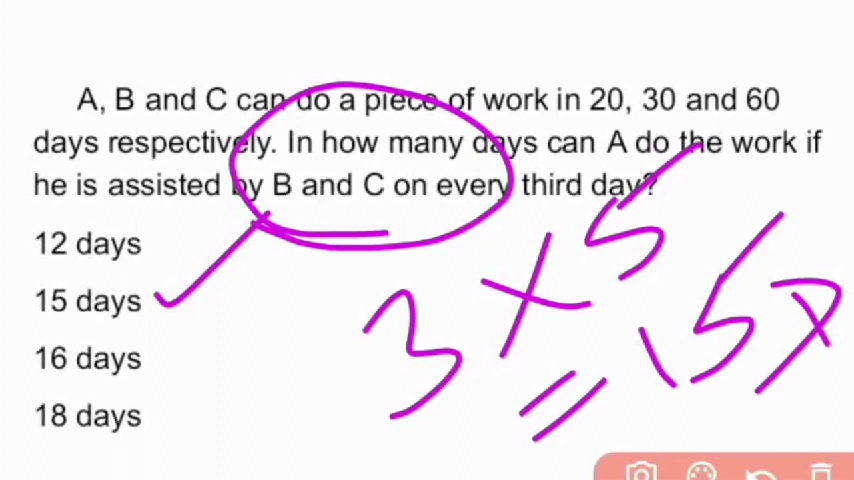 A, B and C can do a piece of work in 20, 30 and 60
days respectively. In how many days can A do the work if
he is assisted by B and C on every third day?
12 days
15 days
16 days
18 days
3 × 5
= 15